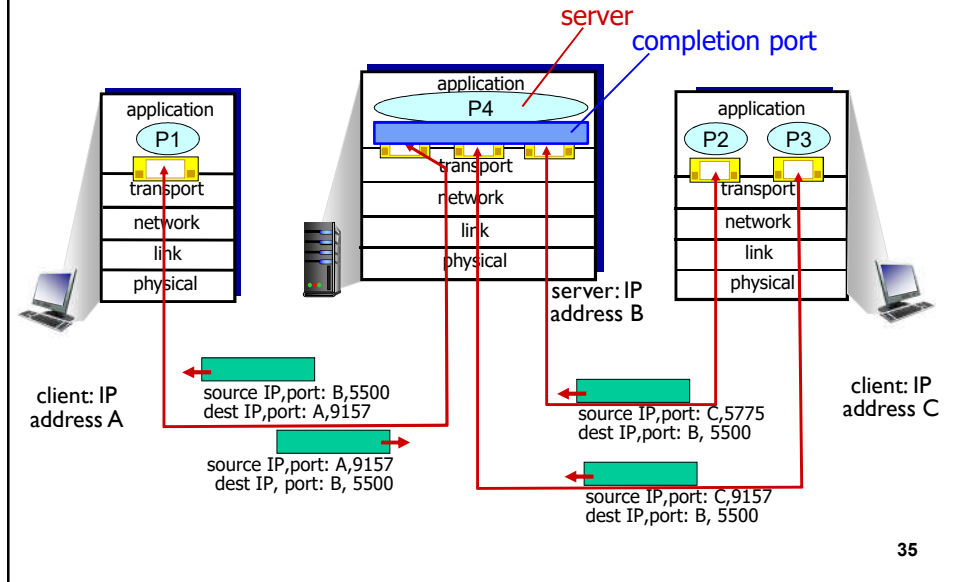 server
completion port
application
P1
transport
network
link
physical
application
P4
transport
network
link
physical
application
P2
P3
transport
network
link
physical
server: IP
address B
client: IP
address A
client: IP
address C
source IP,port: B,5500
dest IP,port: A,9157
source IP,port: A,9157
dest IP, port: B, 5500
source IP,port: C,5775
dest IP,port: B, 5500
source IP,port: C,9157
dest IP,port: B, 5500
35